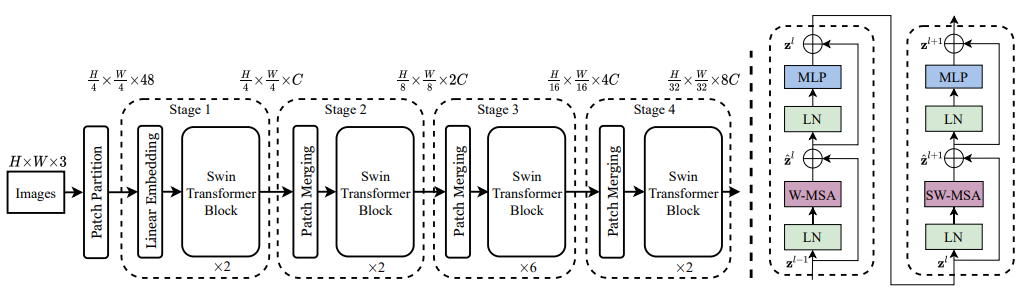 H/4 × W/4 × 48
H/4 × W/4 × C
H/8 × W/8 × 2C
H/16 × W/16 × 4C
H/32 × W/32 × 8C
Stage 1
Stage 2
Stage 3
Stage 4
H×W×3
Images
Patch Partition
Linear Embedding
Swin
Transformer
Block
×2
Patch Merging
Swin
Transformer
Block
×2
Patch Merging
Swin
Transformer
Block
×6
Patch Merging
Swin
Transformer
Block
×2
z^l
MLP
LN
ẑ^l
W-MSA
LN
z^{l-1}
z^{l+1}
MLP
LN
ẑ^{l+1}
SW-MSA
LN
z^l